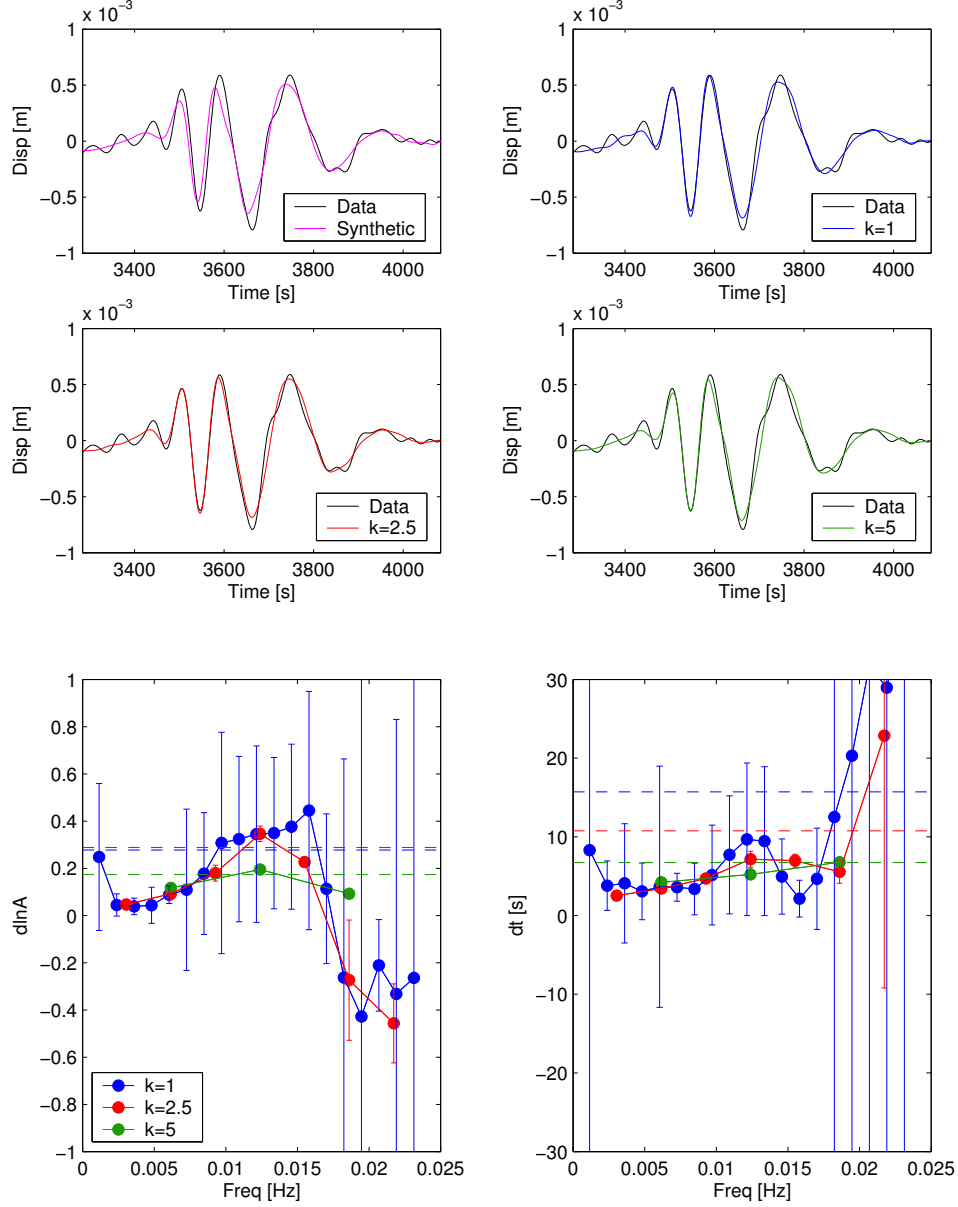 x 10⁻³
1
0.5
0
−0.5
−1
Disp [m]
3400 3600 3800 4000
Time [s]
Data
Synthetic
x 10⁻³
1
0.5
0
−0.5
−1
Disp [m]
3400 3600 3800 4000
Time [s]
Data
k=1
x 10⁻³
1
0.5
0
−0.5
−1
Disp [m]
3400 3600 3800 4000
Time [s]
Data
k=2.5
x 10⁻³
1
0.5
0
−0.5
−1
Disp [m]
3400 3600 3800 4000
Time [s]
Data
k=5
1
0.8
0.6
0.4
0.2
0
−0.2
−0.4
−0.6
−0.8
−1
dlnA
k=1
k=2.5
k=5
0 0.005 0.01 0.015 0.02 0.025
Freq [Hz]
30
20
10
0
−10
−20
−30
dt [s]
0 0.005 0.01 0.015 0.02 0.025
Freq [Hz]